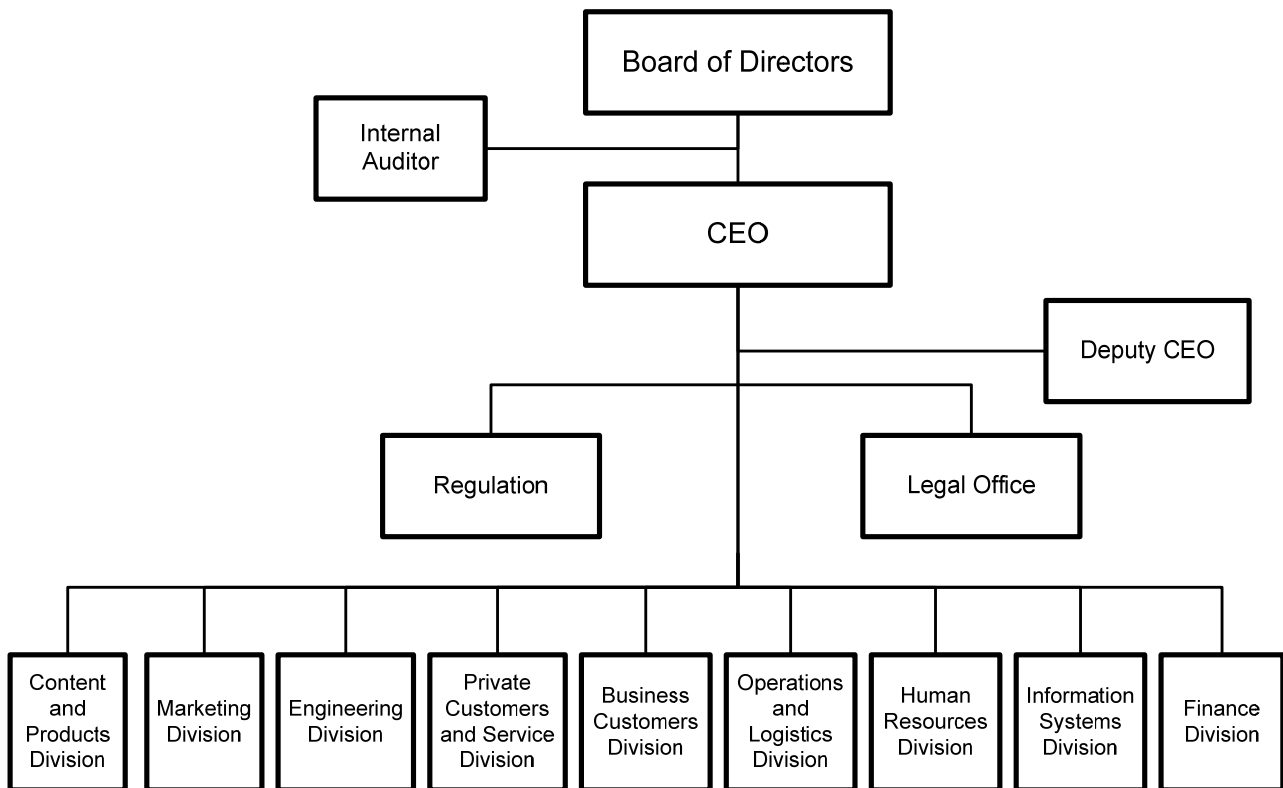 Board of Directors
Internal
Auditor
CEO
Deputy CEO
Regulation
Legal Office
Content
and
Products
Division
Marketing
Division
Engineering
Division
Private
Customers
and Service
Division
Business
Customers
Division
Operations
and
Logistics
Division
Human
Resources
Division
Information
Systems
Division
Finance
Division